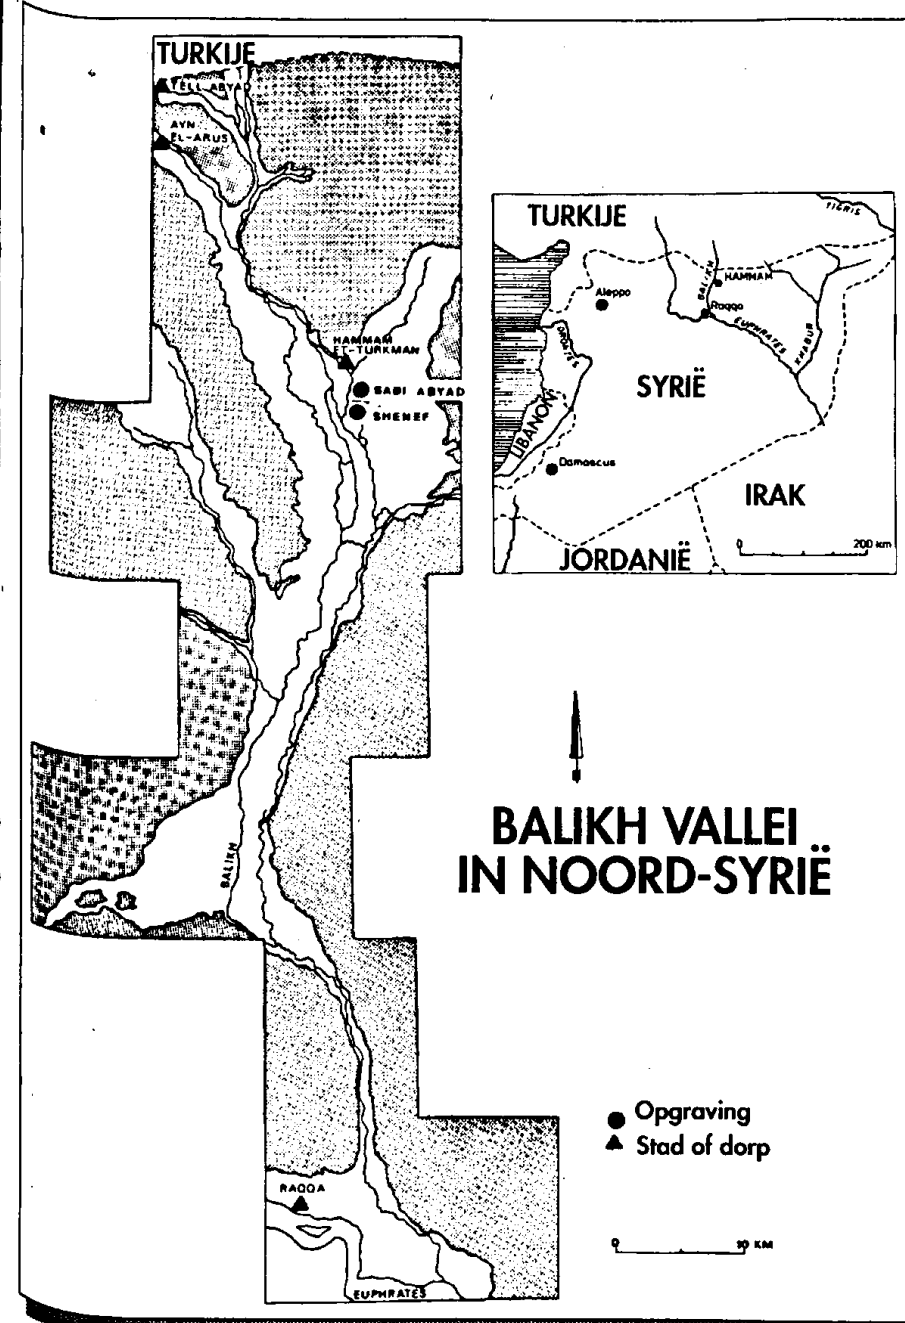 TURKIJE
TELL ABYAD
AYN
EL-ARUS
HAMMAM
ET-TURKMAN
SABI ABYAD
SHENEF
BALIKH
RAQQA
EUPHRATES
TURKIJE
TIGRIS
BALIKH
HAMMAM
Aleppo
Raqqa
EUPHRATES
KHABUR
ORONTES
SYRIË
LIBANON
Damascus
IRAK
0 200 km
JORDANIË
BALIKH VALLEI
IN NOORD-SYRIË
Opgraving
Stad of dorp
0 10 KM